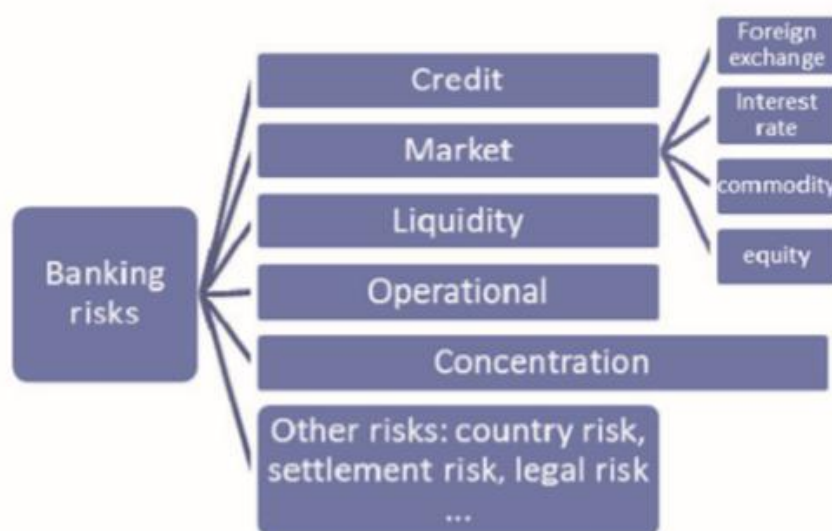 Banking
risks
Credit
Market
Liquidity
Operational
Concentration
Other risks: country risk,
settlement risk, legal risk
...
Foreign
exchange
Interest
rate
commodity
equity